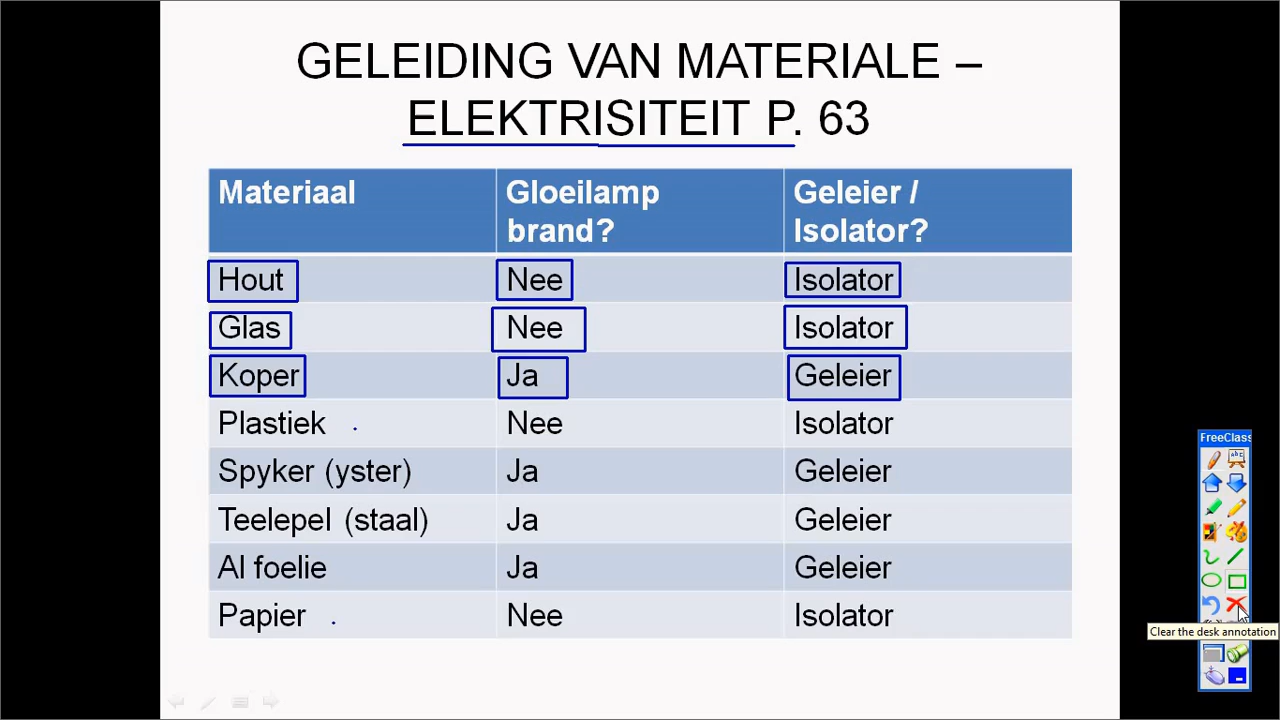 GELEIDING VAN MATERIALE –
ELEKTRISITEIT P. 63
Materiaal Gloeilamp brand? Geleier / Isolator?
Hout Nee Isolator
Glas Nee Isolator
Koper Ja Geleier
Plastiek Nee Isolator
Spyker (yster) Ja Geleier
Teelepel (staal) Ja Geleier
Al foelie Ja Geleier
Papier Nee Isolator
FreeClass
Clear the desk annotation